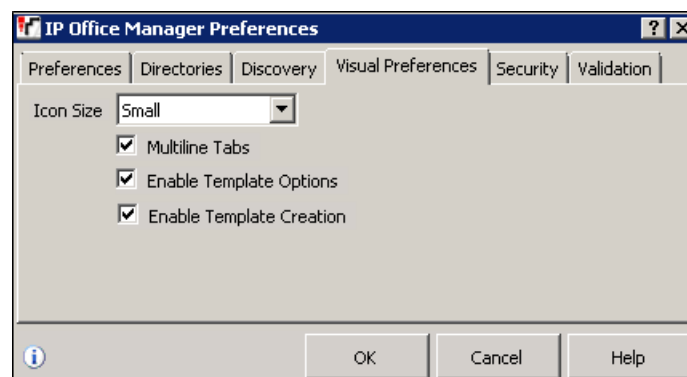 IP Office Manager Preferences
Preferences Directories Discovery Visual Preferences Security Validation
Icon Size Small
Multiline Tabs
Enable Template Options
Enable Template Creation
OK Cancel Help